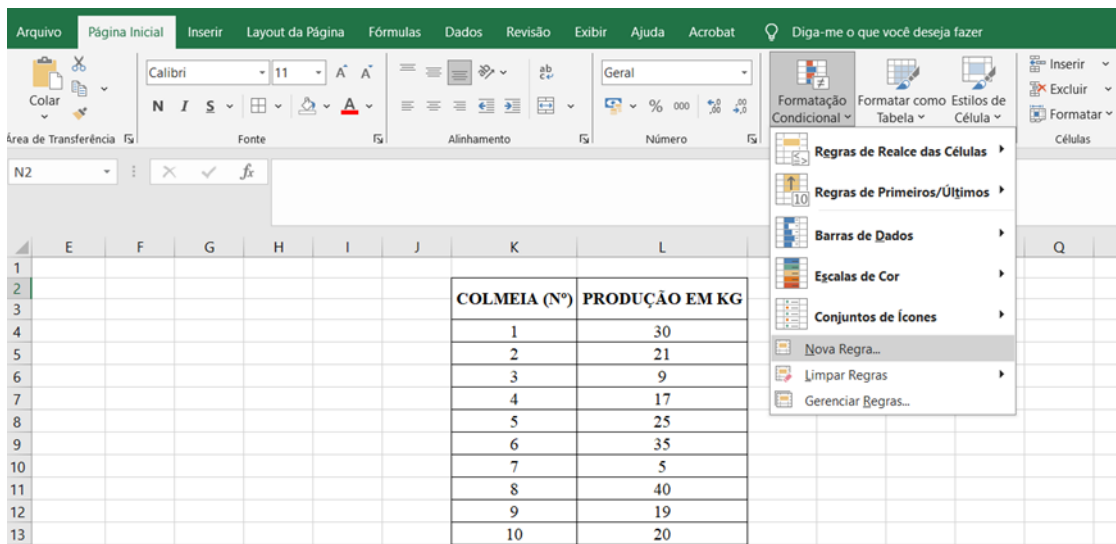 Arquivo Página Inicial Inserir Layout da Página Fórmulas Dados Revisão Exibir Ajuda Acrobat Diga-me o que você deseja fazer
Colar
Área de Transferência
Calibri 11 A A
N I S A
Fonte
ab
Alinhamento
Geral
% 000
Número
Formatação Condicional
Formatar como Tabela
Estilos de Célula
Inserir
Excluir
Formatar
Células
Regras de Realce das Células
Regras de Primeiros/Últimos
10
Barras de Dados
Escalas de Cor
Conjuntos de Ícones
Nova Regra...
Limpar Regras
Gerenciar Regras...
N2 fx
E F G H I J K L Q
1
2
3 COLMEIA (Nº) PRODUÇÃO EM KG
4 1 30
5 2 21
6 3 9
7 4 17
8 5 25
9 6 35
10 7 5
11 8 40
12 9 19
13 10 20